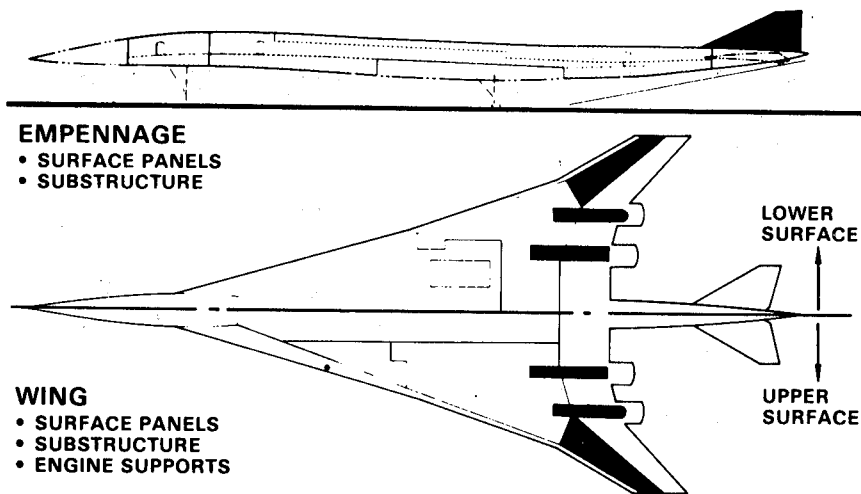 EMPENNAGE
• SURFACE PANELS
• SUBSTRUCTURE
LOWER
SURFACE
UPPER
SURFACE
WING
• SURFACE PANELS
• SUBSTRUCTURE
• ENGINE SUPPORTS